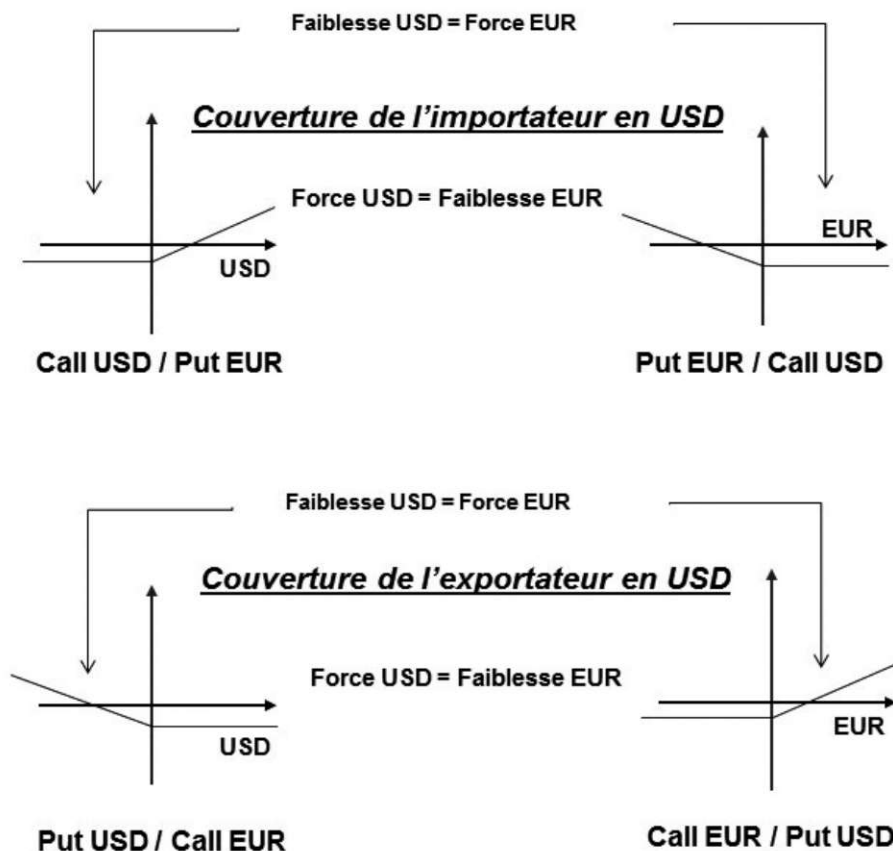 Faiblesse USD = Force EUR
Couverture de l'importateur en USD
Force USD = Faiblesse EUR
EUR
USD
Call USD / Put EUR
Put EUR / Call USD
Faiblesse USD = Force EUR
Couverture de l'exportateur en USD
Force USD = Faiblesse EUR
USD
EUR
Put USD / Call EUR
Call EUR / Put USD